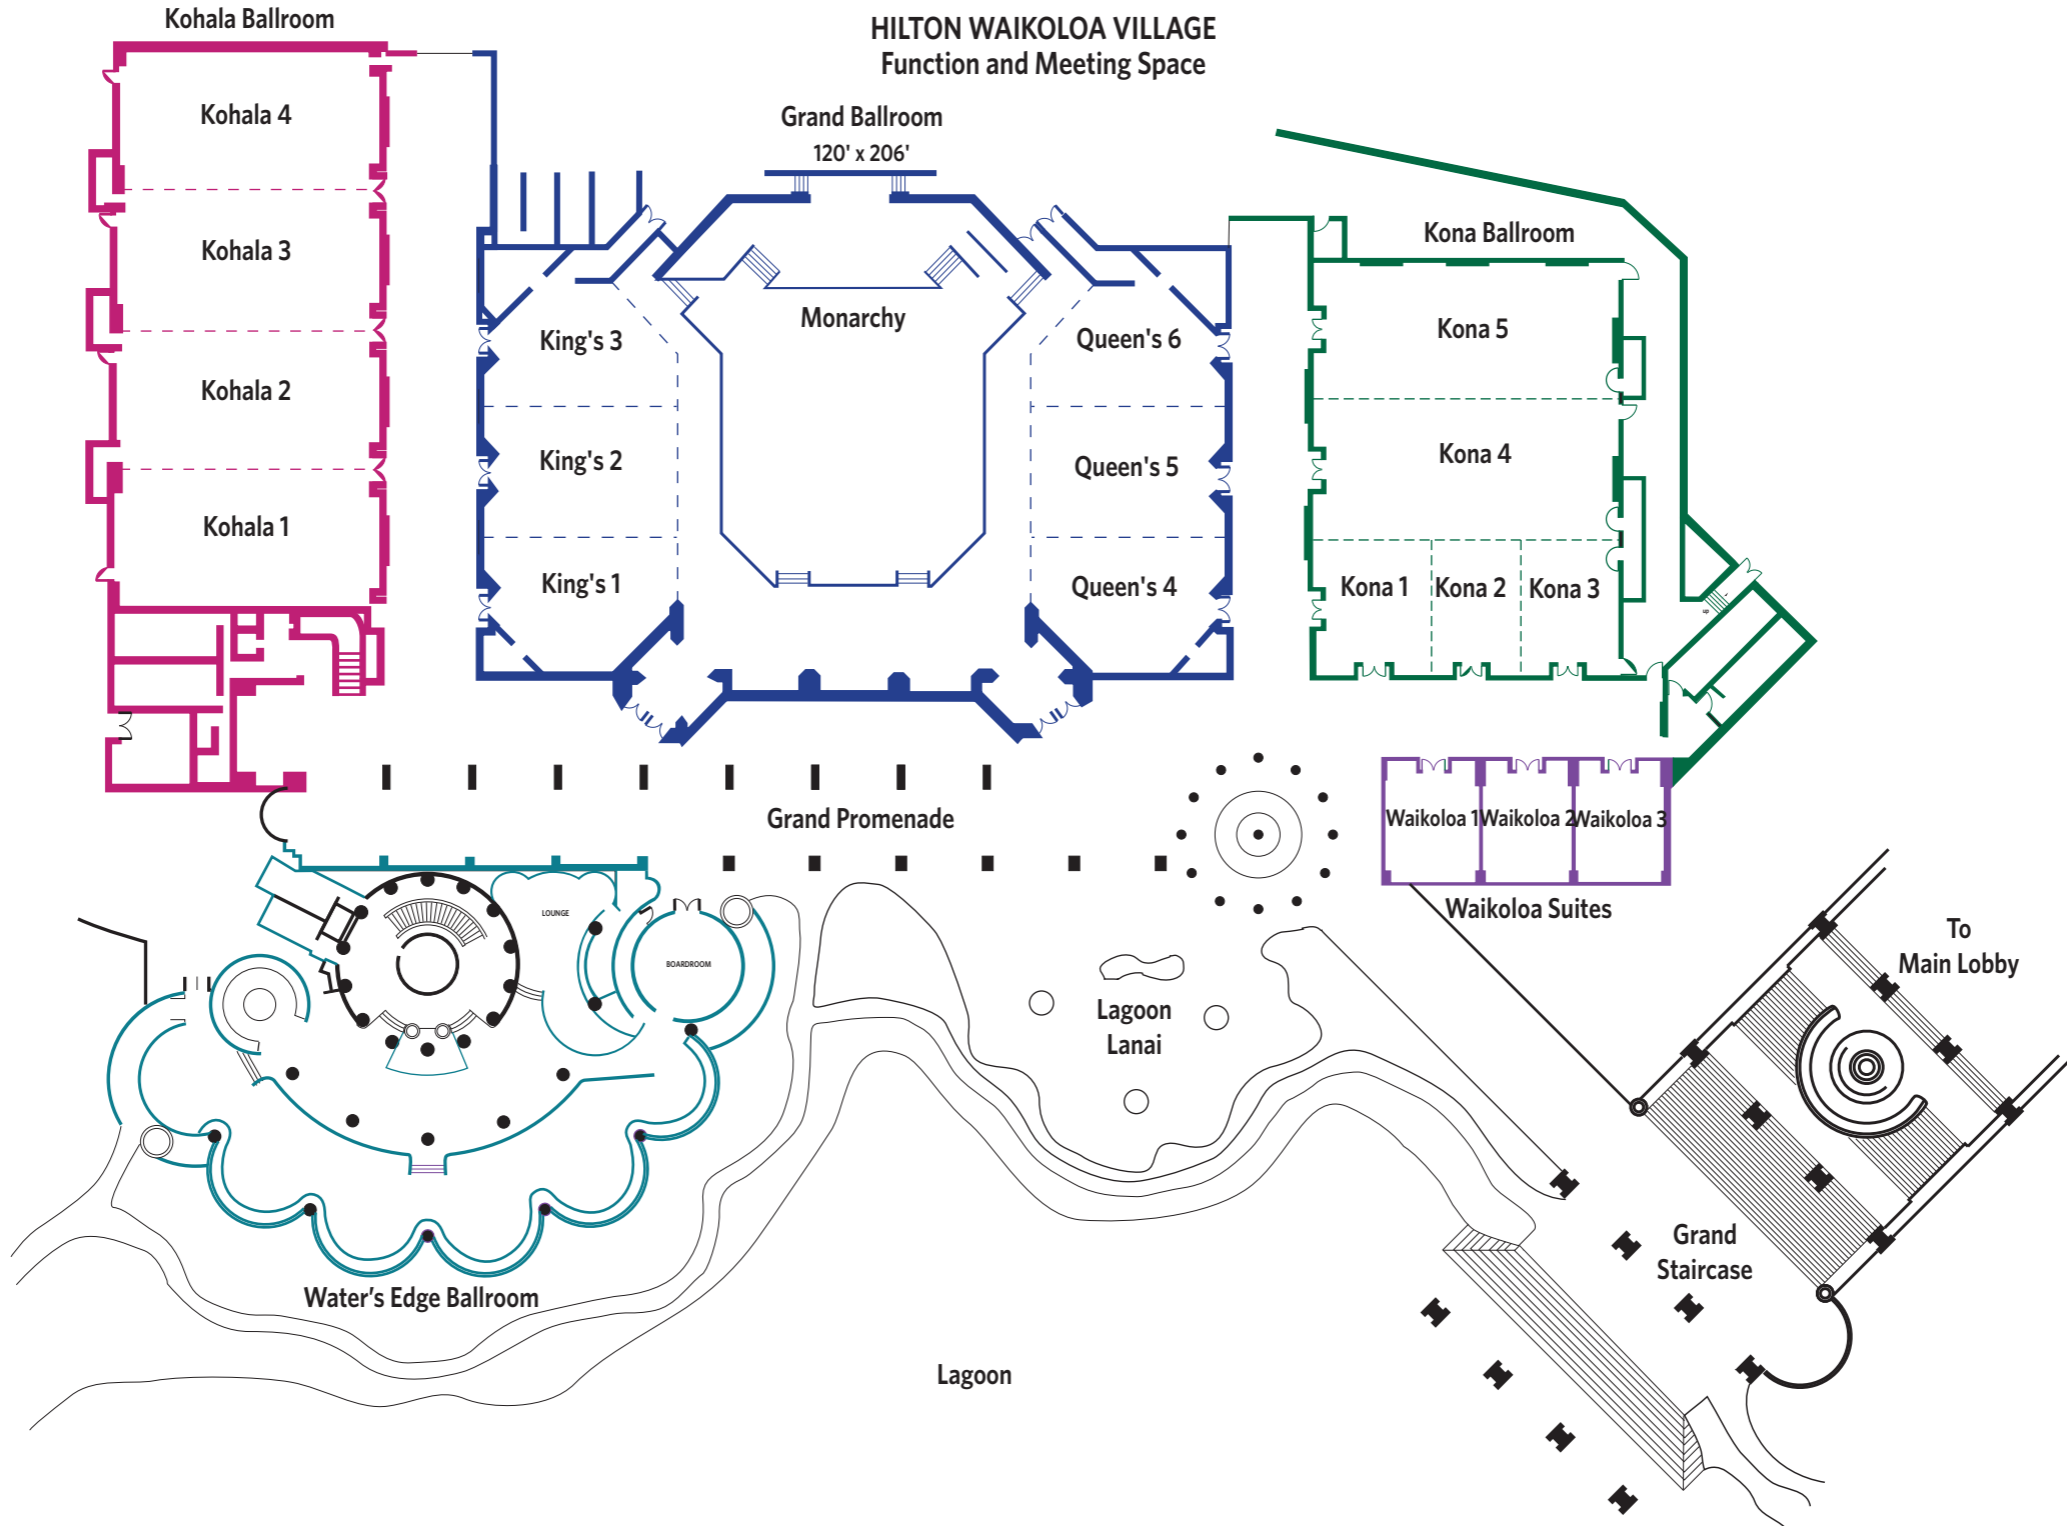 Kohala Ballroom
HILTON WAIKOLOA VILLAGE
Function and Meeting Space
Grand Ballroom
120' x 206'
Kona Ballroom
Kohala 4
Kohala 3
Kohala 2
Kohala 1
King's 3
King's 2
King's 1
Monarchy
Queen's 6
Queen's 5
Queen's 4
Kona 5
Kona 4
Kona 1
Kona 2
Kona 3
up
Grand Promenade
Waikoloa 1
Waikoloa 2
Waikoloa 3
Waikoloa Suites
LOUNGE
BOARDROOM
To
Main Lobby
Lagoon
Lanai
Grand
Staircase
Water's Edge Ballroom
Lagoon